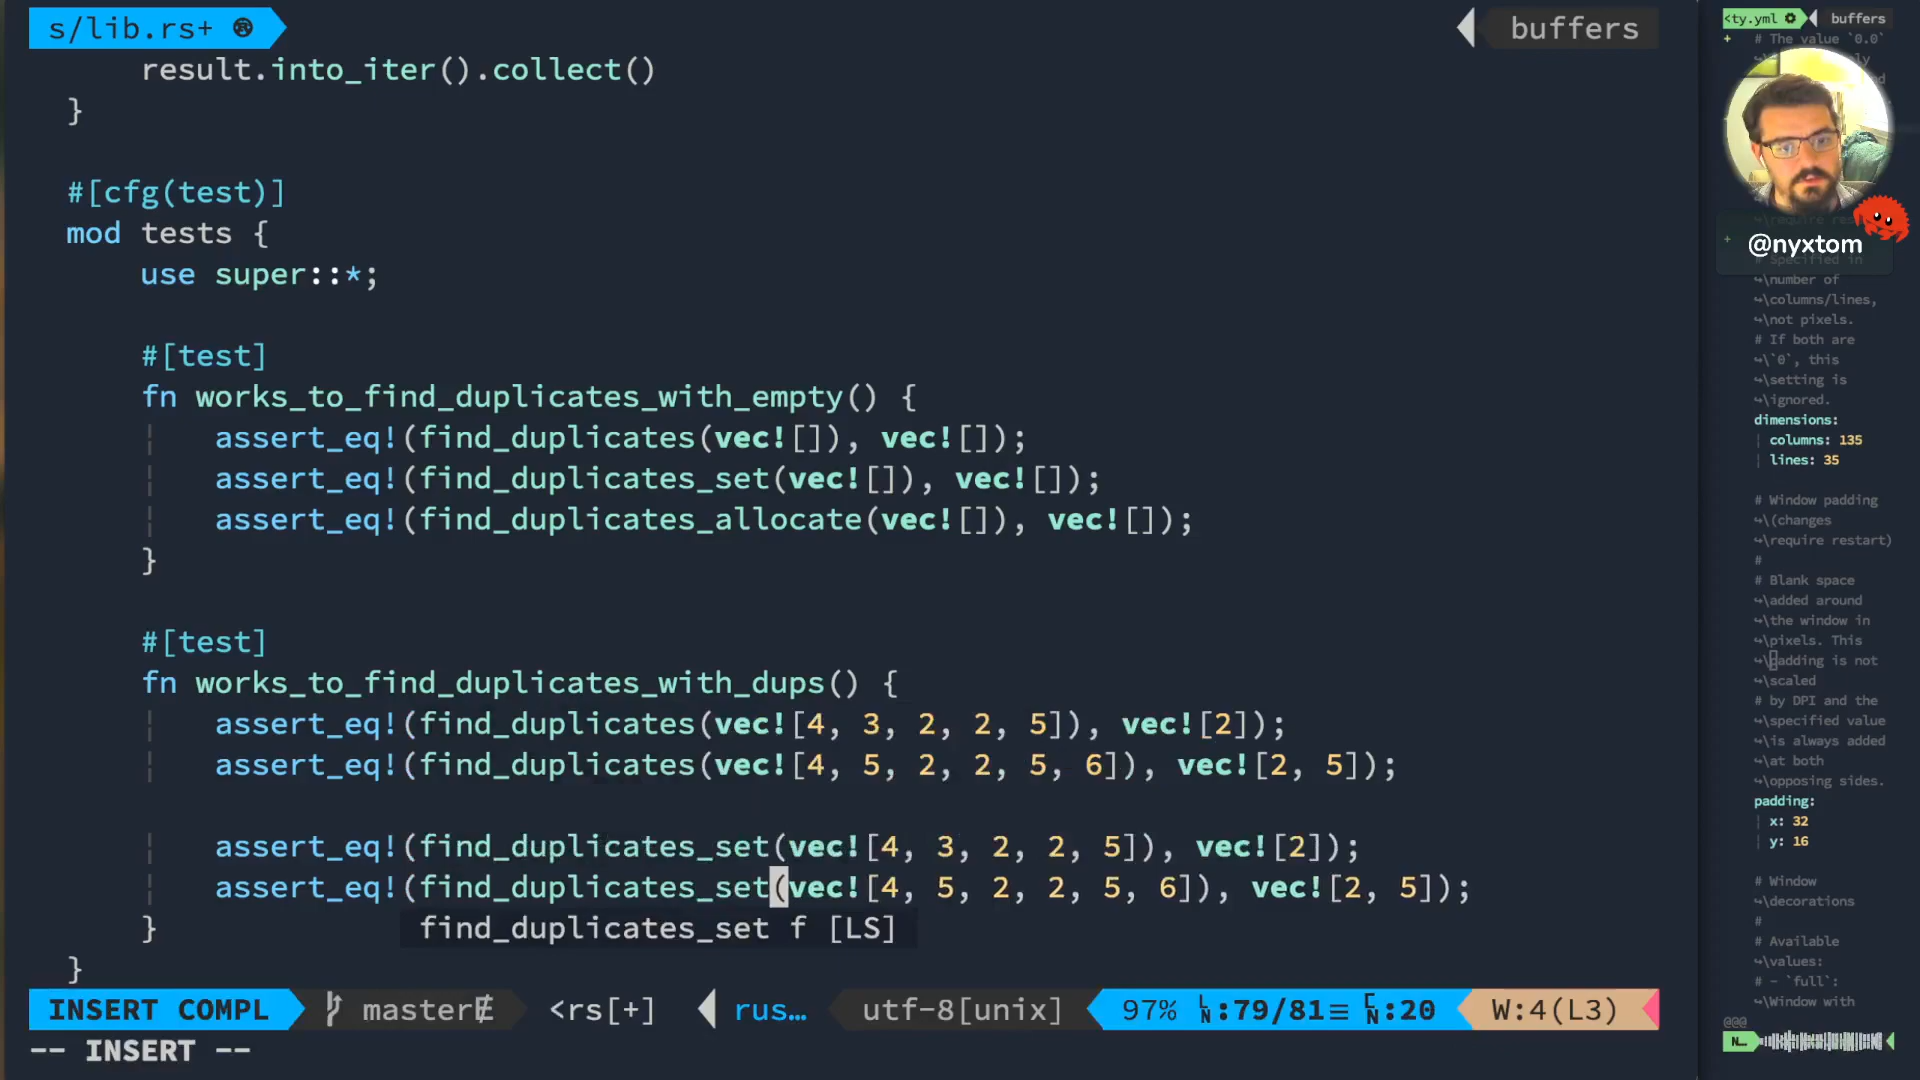 s/lib.rs+
buffers
result.into_iter().collect()
}
#[cfg(test)]
mod tests {
use super::*;
#[test]
fn works_to_find_duplicates_with_empty() {
assert_eq!(find_duplicates(vec![]), vec![]);
assert_eq!(find_duplicates_set(vec![]), vec![]);
assert_eq!(find_duplicates_allocate(vec![]), vec![]);
}
#[test]
fn works_to_find_duplicates_with_dups() {
assert_eq!(find_duplicates(vec![4, 3, 2, 2, 5]), vec![2]);
assert_eq!(find_duplicates(vec![4, 5, 2, 2, 5, 6]), vec![2, 5]);
assert_eq!(find_duplicates_set(vec![4, 3, 2, 2, 5]), vec![2]);
assert_eq!(find_duplicates_set(vec![4, 5, 2, 2, 5, 6]), vec![2, 5]);
} find_duplicates_set f [LS]
}
INSERT COMPL master <rs[+] rus… utf-8[unix] 97% LN:79/81≡ CN:20 W:4(L3)
-- INSERT --
<ty.yml
buffers
# The value `0.0`
@nyxtom
# Specified in
\number of
\columns/lines,
\not pixels.
# If both are
\`0`, this
\setting is
\ignored.
dimensions:
columns: 135
lines: 35
# Window padding
\(changes
\require restart)
#
# Blank space
\added around
\the window in
\pixels. This
\padding is not
\scaled
# by DPI and the
\specified value
\is always added
\at both
\opposing sides.
padding:
x: 32
y: 16
# Window
\decorations
#
# Available
\values:
# - `full`:
\Window with
@@@
N…